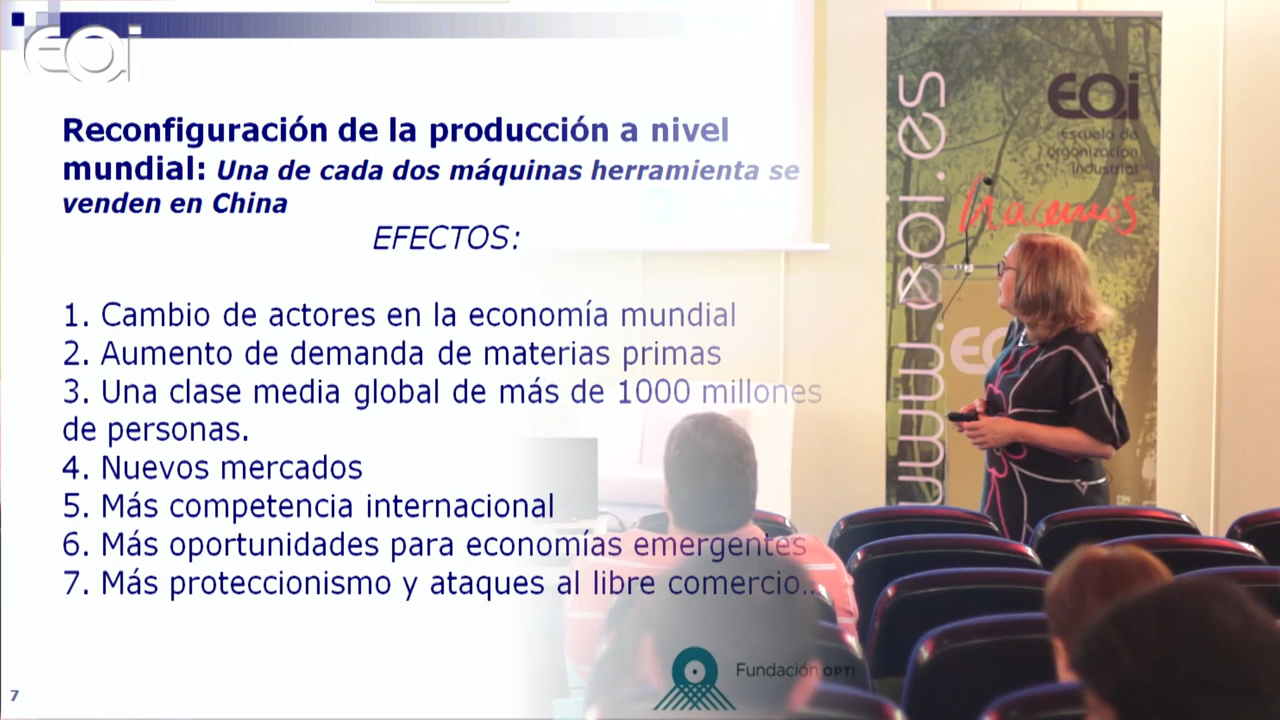 EOi
Reconfiguración de la producción a nivel
mundial: Una de cada dos máquinas herramienta se
venden en China
EFECTOS:
1. Cambio de actores en la economía mundial
2. Aumento de demanda de materias primas
3. Una clase media global de más de 1000 millones
de personas.
4. Nuevos mercados
5. Más competencia internacional
6. Más oportunidades para economías emergentes
7. Más proteccionismo y ataques al libre comercio..
Fundación OPTI
7
www.eoi.es
EOi
Escuela de
organización
industrial
hacemos